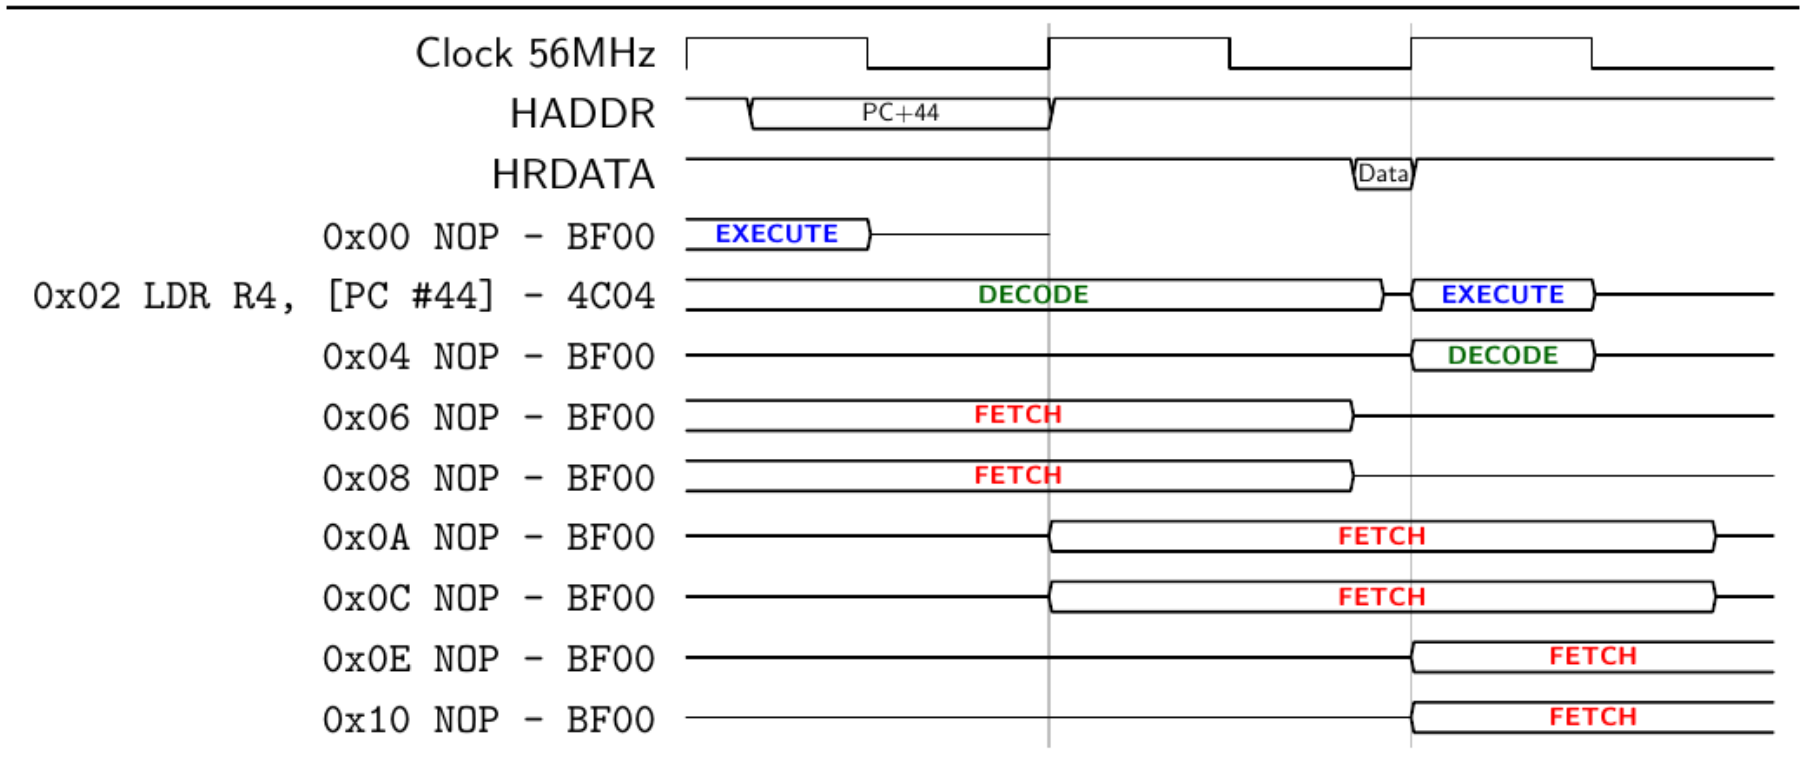 Clock 56MHz
HADDR PC+44
HRDATA Data
0x00 NOP - BF00 EXECUTE
0x02 LDR R4, [PC #44] - 4C04 DECODE EXECUTE
0x04 NOP - BF00 DECODE
0x06 NOP - BF00 FETCH
0x08 NOP - BF00 FETCH
0x0A NOP - BF00 FETCH
0x0C NOP - BF00 FETCH
0x0E NOP - BF00 FETCH
0x10 NOP - BF00 FETCH